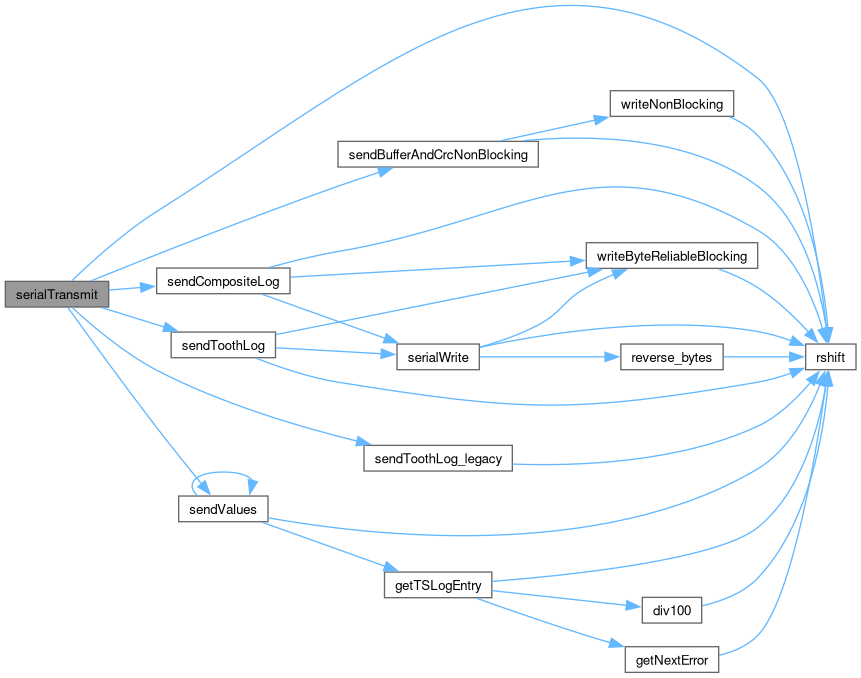 writeNonBlocking
sendBufferAndCrcNonBlocking
writeByteReliableBlocking
sendCompositeLog
serialTransmit
sendToothLog
serialWrite
reverse_bytes
rshift
sendToothLog_legacy
sendValues
getTSLogEntry
div100
getNextError